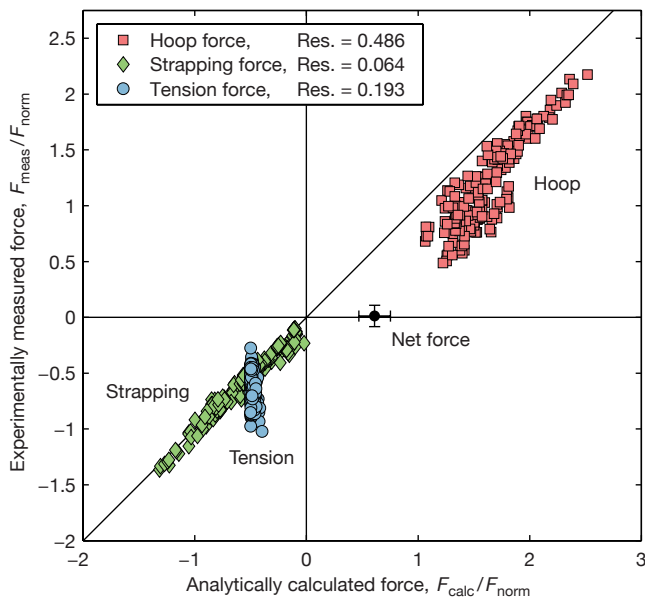 Hoop force, Res. = 0.486
Strapping force, Res. = 0.064
Tension force, Res. = 0.193
2.5
2
1.5
1
0.5
0
−0.5
−1
−1.5
−2
Experimentally measured force, Fmeas/Fnorm
Hoop
Net force
Strapping
Tension
−2 −1 0 1 2 3
Analytically calculated force, Fcalc/Fnorm